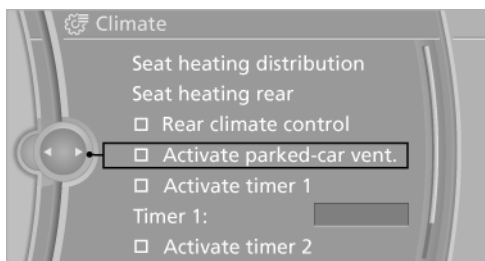 Climate
Seat heating distribution
Seat heating rear
Rear climate control
Activate parked-car vent.
Activate timer 1
Timer 1:
Activate timer 2